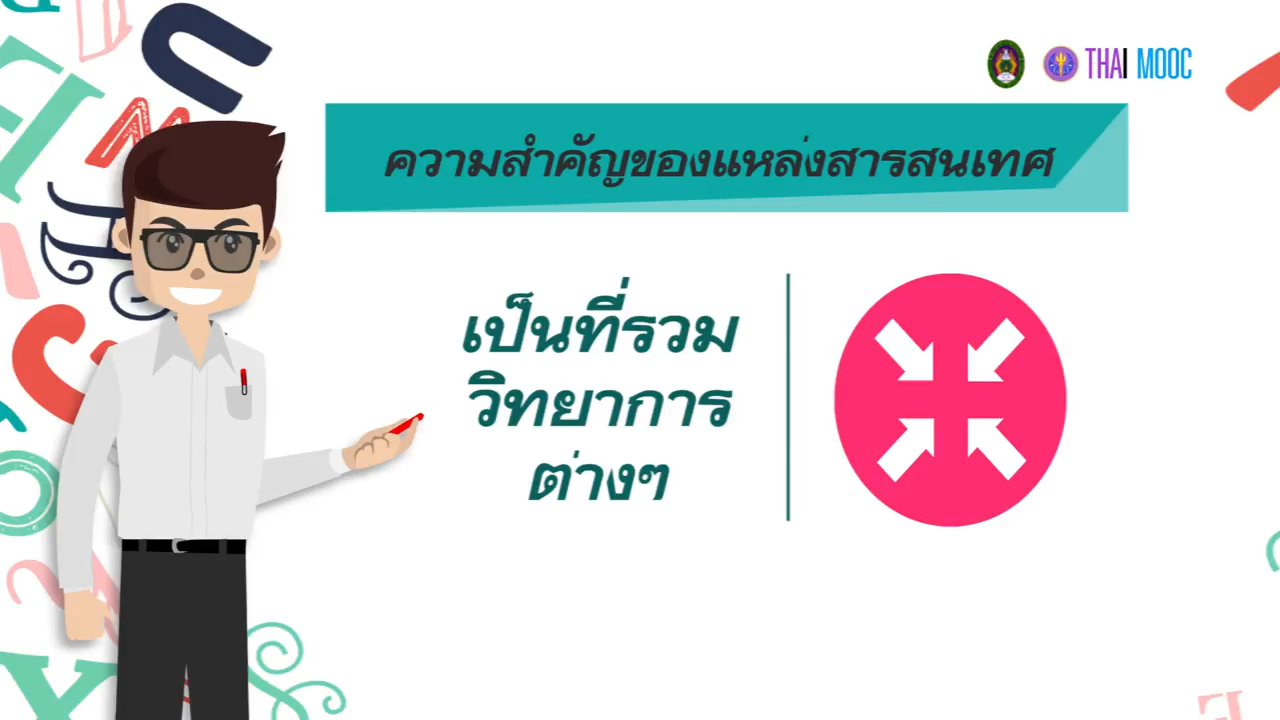 THAI MOOC
ความสำคัญของแหล่งสารสนเทศ
เป็นที่รวม
วิทยาการ
ต่างๆ